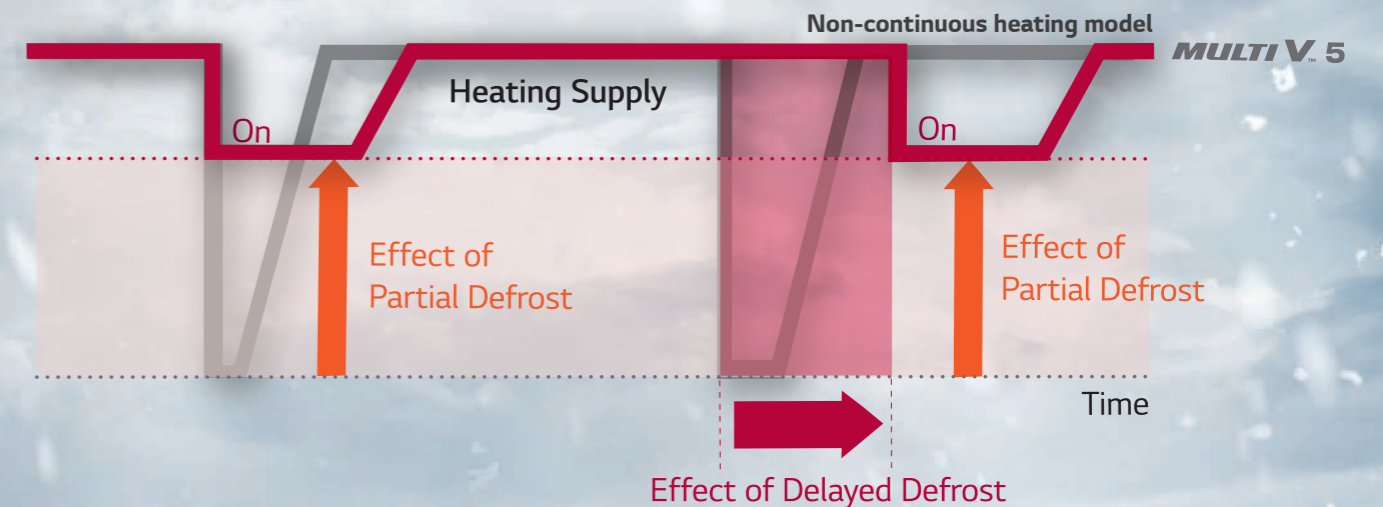 Non-continuous heating model
MULTI V™ 5
Heating Supply
On
On
Effect of
Partial Defrost
Effect of
Partial Defrost
Time
Effect of Delayed Defrost